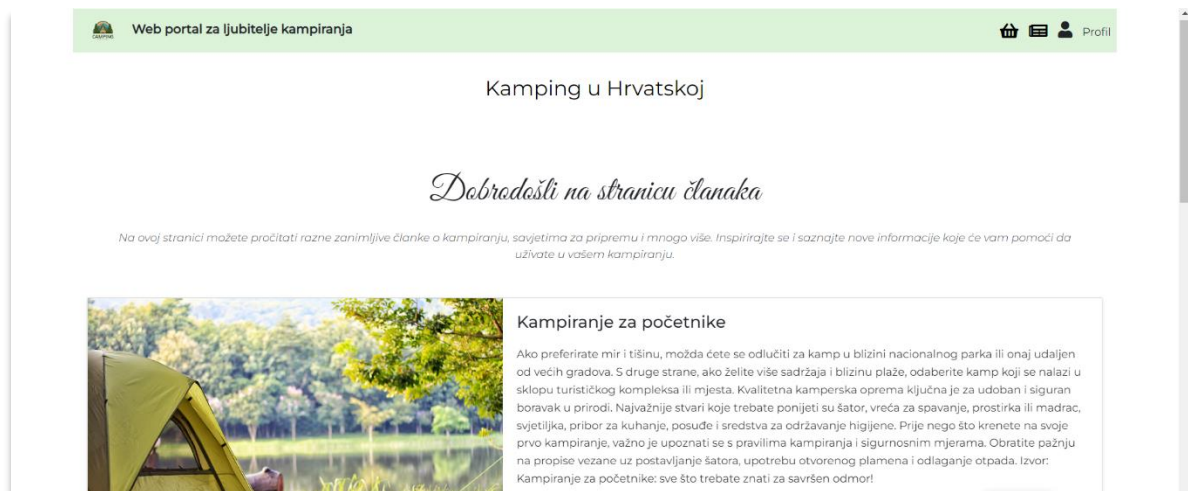 CAMPING
Web portal za ljubitelje kampiranja
Profil
Kamping u Hrvatskoj
Dobrodošli na stranicu članaka
Na ovoj stranici možete pročitati razne zanimljive članke o kampiranju, savjetima za pripremu i mnogo više. Inspirirajte se i saznajte nove informacije koje će vam pomoći da
uživate u vašem kampiranju.
Kampiranje za početnike
Ako preferirate mir i tišinu, možda ćete se odlučiti za kamp u blizini nacionalnog parka ili onaj udaljen
od većih gradova. S druge strane, ako želite više sadržaja i blizinu plaže, odaberite kamp koji se nalazi u
sklopu turističkog kompleksa ili mjesta. Kvalitetna kamperska oprema ključna je za udoban i siguran
boravak u prirodi. Najvažnije stvari koje trebate ponijeti su šator, vreća za spavanje, prostirka ili madrac,
svjetiljka, pribor za kuhanje, posuđe i sredstva za održavanje higijene. Prije nego što krenete na svoje
prvo kampiranje, važno je upoznati se s pravilima kampiranja i sigurnosnim mjerama. Obratite pažnju
na propise vezane uz postavljanje šatora, upotrebu otvorenog plamena i odlaganje otpada. Izvor:
Kampiranje za početnike: sve što trebate znati za savršen odmor!